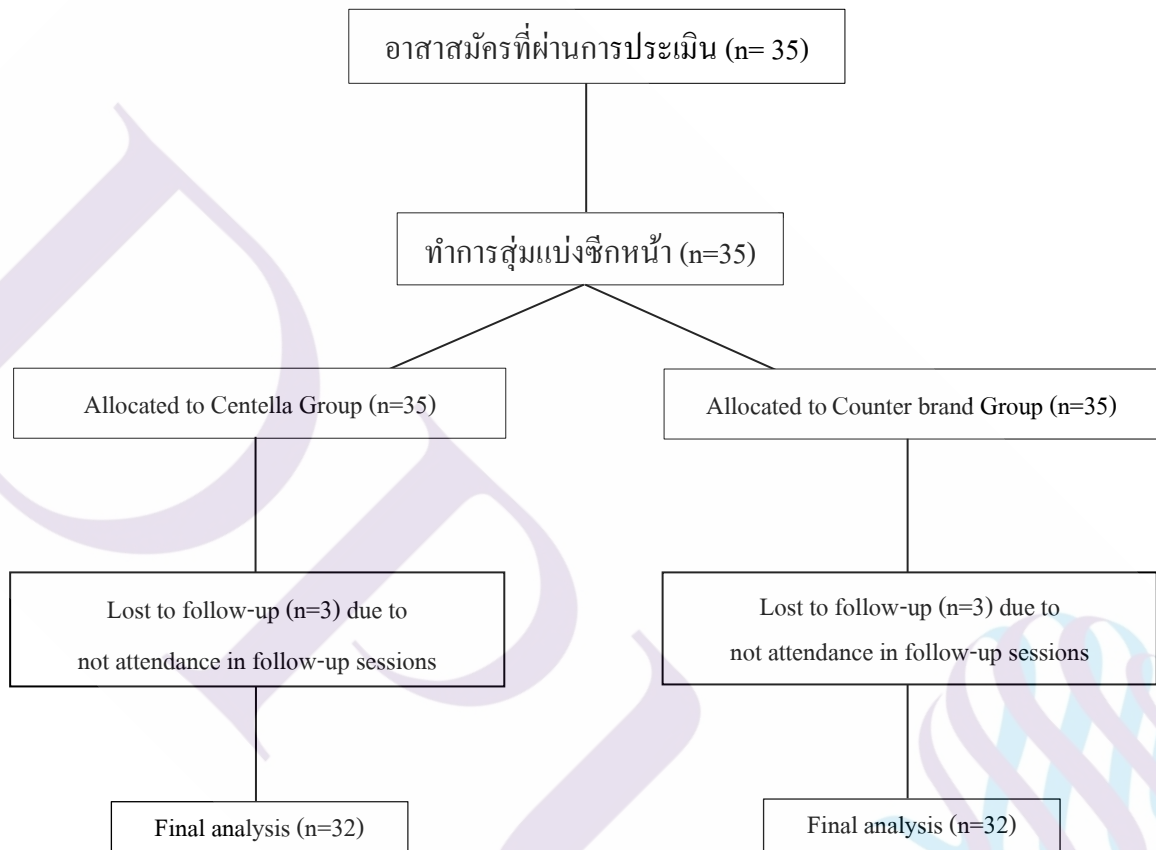 อาสาสมัครที่ผ่านการประเมิน (n= 35)
ทำการสุ่มแบ่งซีกหน้า (n=35)
Allocated to Centella Group (n=35)
Allocated to Counter brand Group (n=35)
Lost to follow-up (n=3) due to
not attendance in follow-up sessions
Lost to follow-up (n=3) due to
not attendance in follow-up sessions
Final analysis (n=32)
Final analysis (n=32)